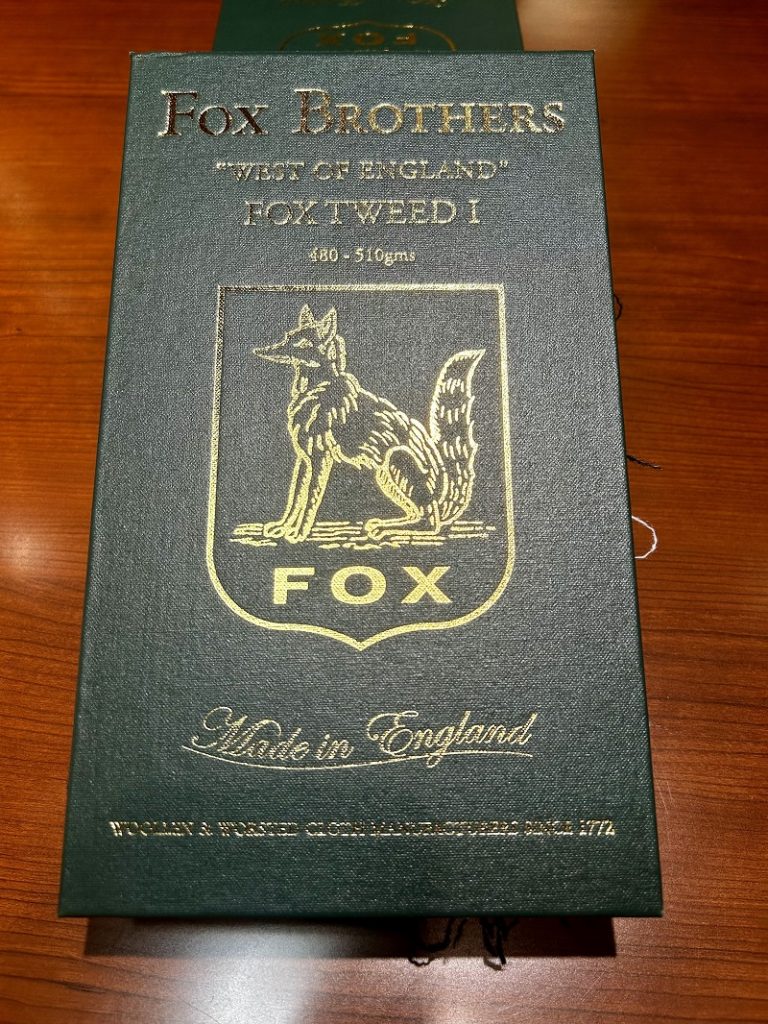 FOX
FOX BROTHERS
"WEST OF ENGLAND"
FOX TWEED I
480 - 510gms
FOX
Made in England
WOOLLEN & WORSTED CLOTH MANUFACTURERS SINCE 1772